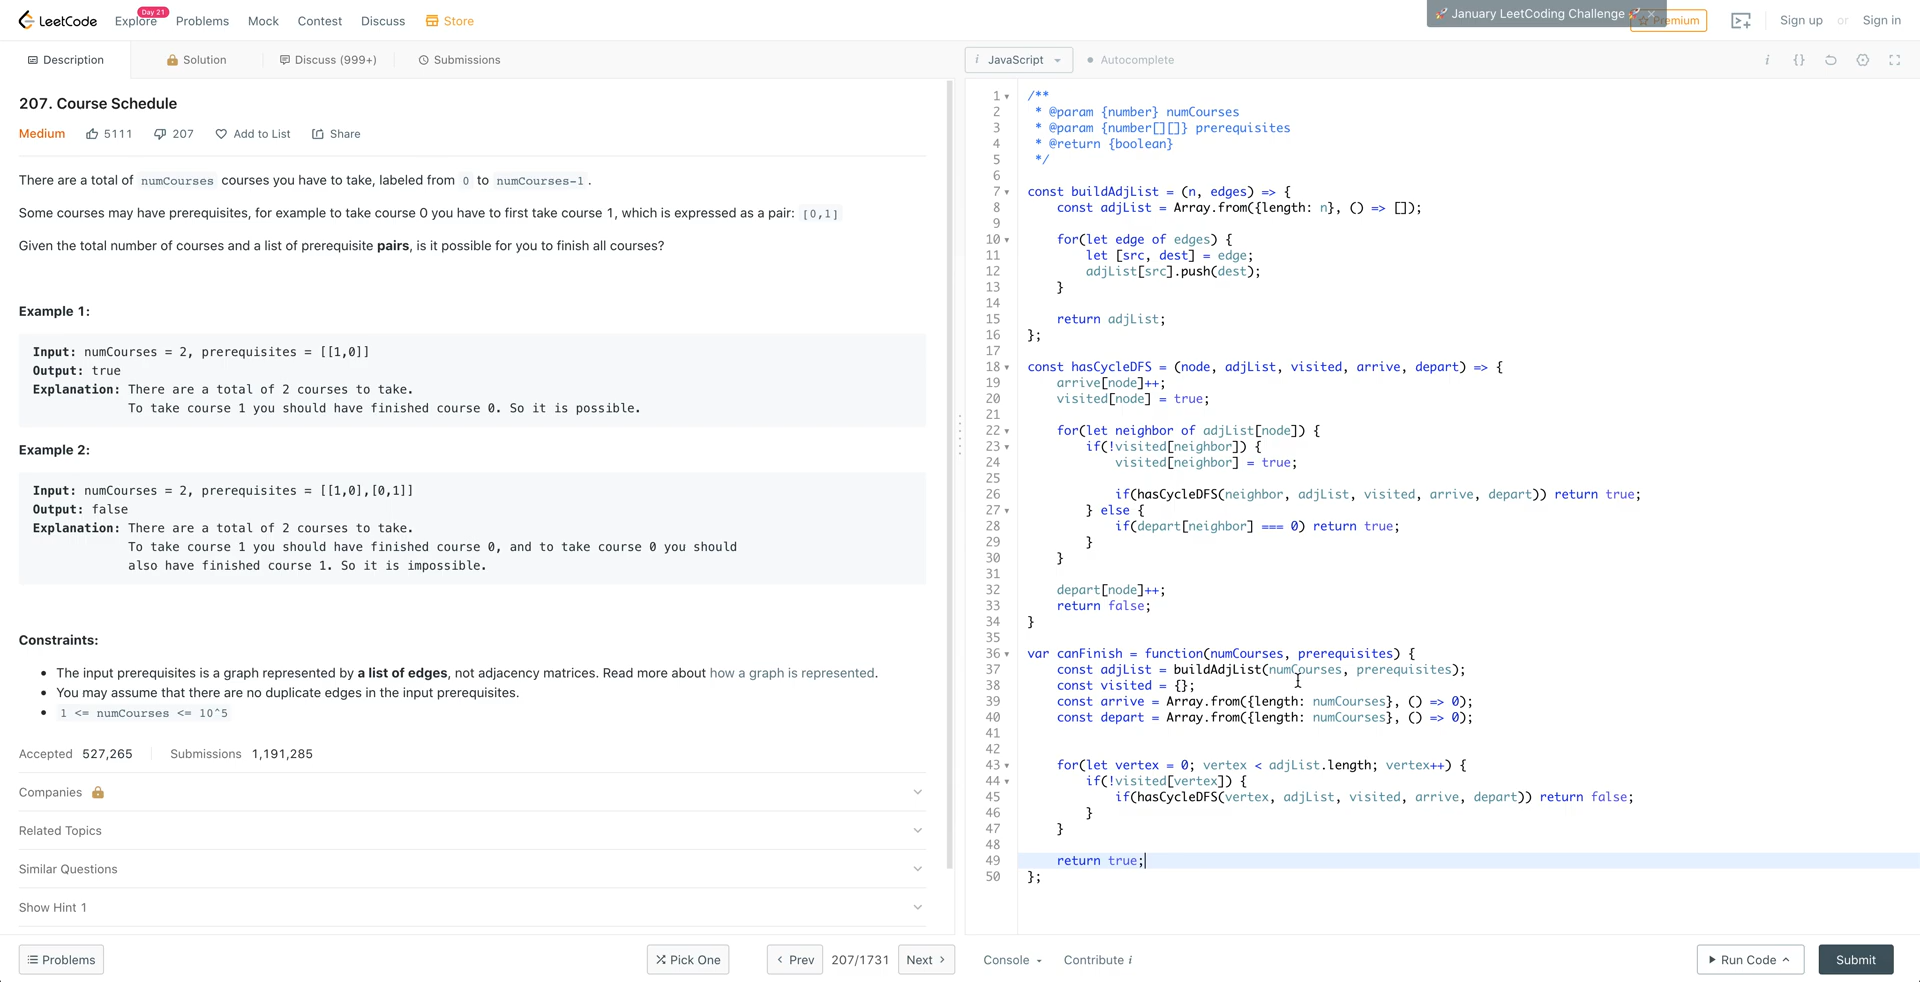 LeetCode
Explore
Day 21
Problems
Mock
Contest
Discuss
Store
🚀 January LeetCoding Challenge 🚀 ×
Premium
Sign up or Sign in
Description
Solution
Discuss (999+)
Submissions
207. Course Schedule
Medium 5111 207 Add to List Share
There are a total of numCourses courses you have to take, labeled from 0 to numCourses-1.
Some courses may have prerequisites, for example to take course 0 you have to first take course 1, which is expressed as a pair: [0,1]
Given the total number of courses and a list of prerequisite pairs, is it possible for you to finish all courses?
Example 1:
Input: numCourses = 2, prerequisites = [[1,0]]
Output: true
Explanation: There are a total of 2 courses to take.
To take course 1 you should have finished course 0. So it is possible.
Example 2:
Input: numCourses = 2, prerequisites = [[1,0],[0,1]]
Output: false
Explanation: There are a total of 2 courses to take.
To take course 1 you should have finished course 0, and to take course 0 you should
also have finished course 1. So it is impossible.
Constraints:
• The input prerequisites is a graph represented by a list of edges, not adjacency matrices. Read more about how a graph is represented.
• You may assume that there are no duplicate edges in the input prerequisites.
• 1 <= numCourses <= 10^5
Accepted 527,265 Submissions 1,191,285
Companies
Related Topics
Similar Questions
Show Hint 1
Problems
Pick One
< Prev
207/1731
Next >
i JavaScript
• Autocomplete
i {}
1 /**
2 * @param {number} numCourses
3 * @param {number[][]} prerequisites
4 * @return {boolean}
5 */
6
7 const buildAdjList = (n, edges) => {
8 const adjList = Array.from({length: n}, () => []);
9
10 for(let edge of edges) {
11 let [src, dest] = edge;
12 adjList[src].push(dest);
13 }
14
15 return adjList;
16 };
17
18 const hasCycleDFS = (node, adjList, visited, arrive, depart) => {
19 arrive[node]++;
20 visited[node] = true;
21
22 for(let neighbor of adjList[node]) {
23 if(!visited[neighbor]) {
24 visited[neighbor] = true;
25
26 if(hasCycleDFS(neighbor, adjList, visited, arrive, depart)) return true;
27 } else {
28 if(depart[neighbor] === 0) return true;
29 }
30 }
31
32 depart[node]++;
33 return false;
34 }
35
36 var canFinish = function(numCourses, prerequisites) {
37 const adjList = buildAdjList(numCourses, prerequisites);
38 const visited = {};
39 const arrive = Array.from({length: numCourses}, () => 0);
40 const depart = Array.from({length: numCourses}, () => 0);
41
42
43 for(let vertex = 0; vertex < adjList.length; vertex++) {
44 if(!visited[vertex]) {
45 if(hasCycleDFS(vertex, adjList, visited, arrive, depart)) return false;
46 }
47 }
48
49 return true;
50 };
Console
Contribute i
Run Code
Submit